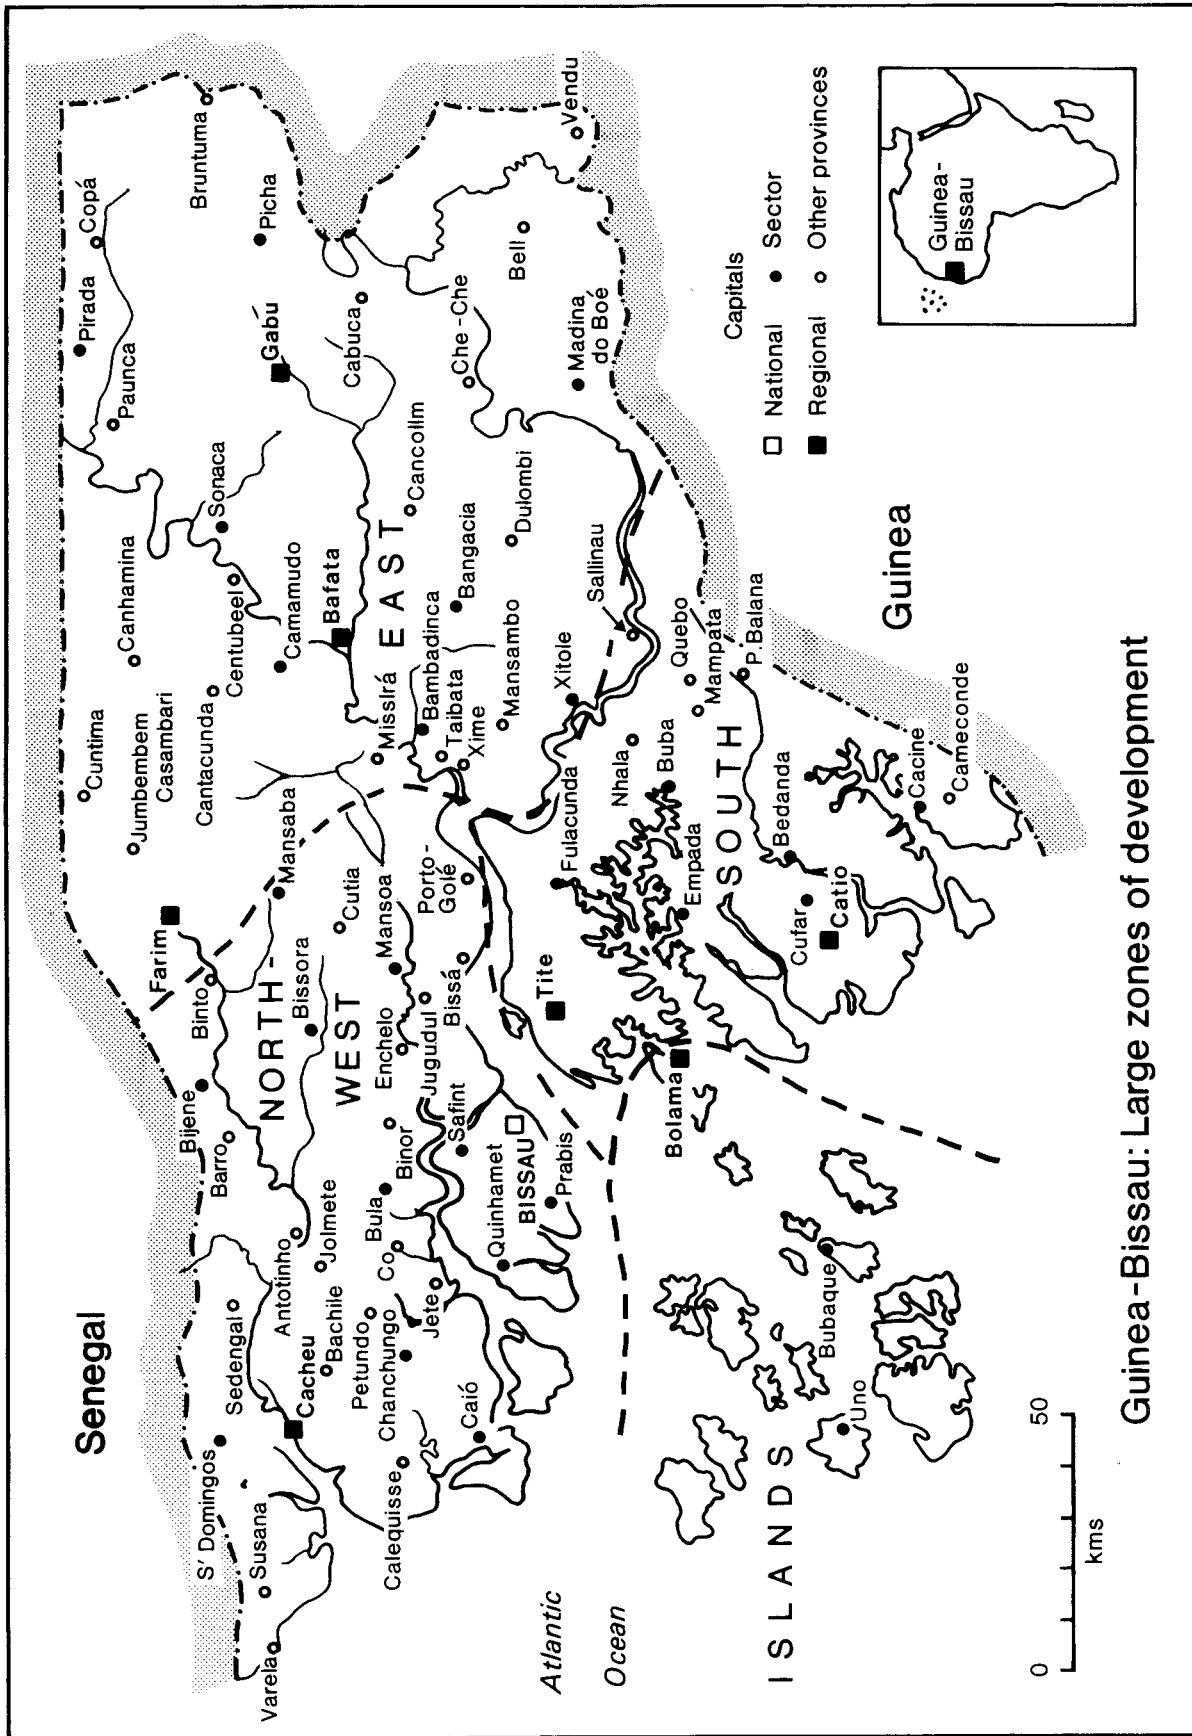 Senegal
Varela
Susana
S' Domingos
Sedengal
Barro
Bijene
Binto
Farim
Jumbembem
Casambari
Cuntima
Cantacunda
Canhamina
Centubeel
Camamudo
Sonaca
Paunca
Pirada
Copá
Bruntuma
Picha
Gabú
Cabuca
Cacheu
Bachile
Antotinho
Jolmete
NORTH-
WEST
Bissora
Mansaba
Cutia
Mansoa
Enchelo
Jugudul
Bissá
Porto-
Golé
Petundo
Chanchungo
Calequisse
Caió
Jete
Co
Bula
Binor
Safint
Quinhamet
BISSAU
Prabis
Missirá
Bambadinca
Taibata
Xime
Bafata
EAST
Bangacia
Mansambo
Cancollm
Dulombi
Che-Che
Bell
Vendu
Madina
do Boé
Xitole
Sallinau
Quebo
Mampata
P. Balana
Tite
Fulacunda
Nhala
Buba
Empada
SOUTH
Bolama
Bedanda
Cufar
Catio
Cacine
Cameconde
Guinea
Atlantic
Ocean
ISLANDS
Bubaque
Uno
Capitals
National
Sector
Regional
Other provinces
Guinea-
Bissau
0
50
kms
Guinea-Bissau: Large zones of development